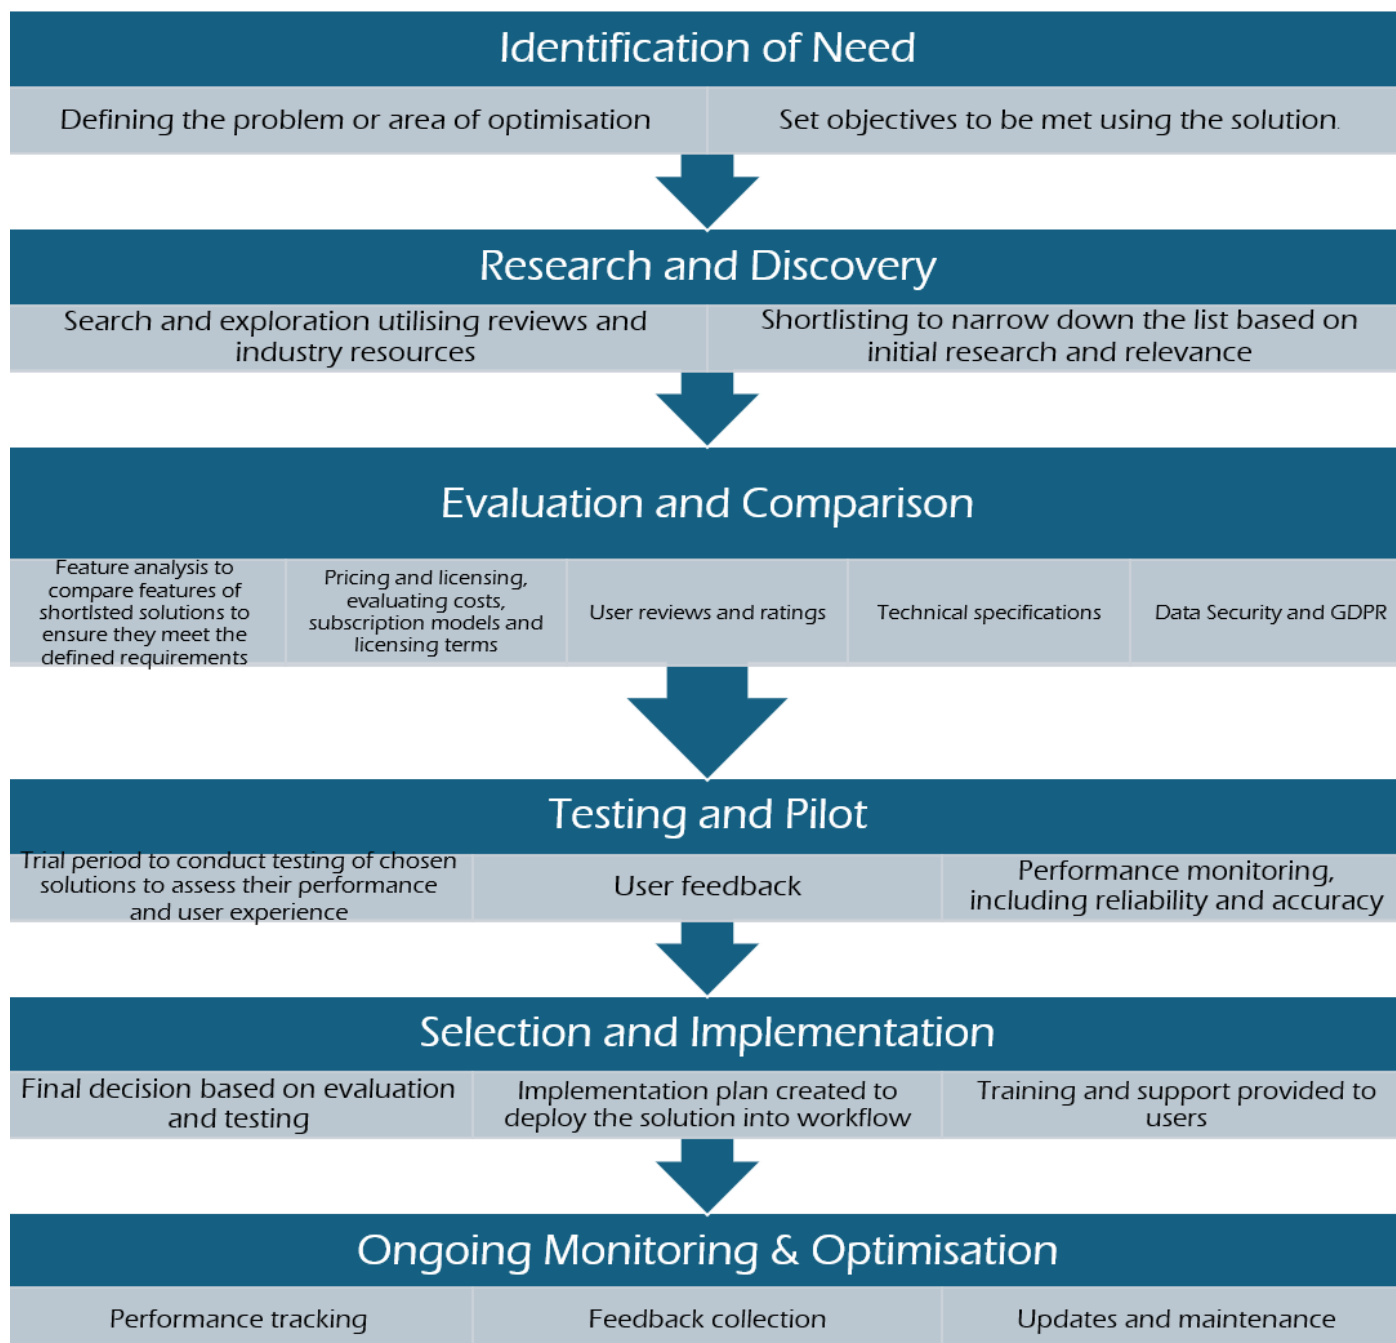 Identification of Need
Defining the problem or area of optimisation
Set objectives to be met using the solution.
Research and Discovery
Search and exploration utilising reviews and
industry resources
Shortlisting to narrow down the list based on
initial research and relevance
Evaluation and Comparison
Feature analysis to
compare features of
shortlsted solutions to
ensure they meet the
defined requirements
Pricing and licensing,
evaluating costs,
subscription models and
licensing terms
User reviews and ratings
Technical specifications
Data Security and GDPR
Testing and Pilot
Trial period to conduct testing of chosen
solutions to assess their performance
and user experience
User feedback
Performance monitoring,
including reliability and accuracy
Selection and Implementation
Final decision based on evaluation
and testing
Implementation plan created to
deploy the solution into workflow
Training and support provided to
users
Ongoing Monitoring & Optimisation
Performance tracking
Feedback collection
Updates and maintenance